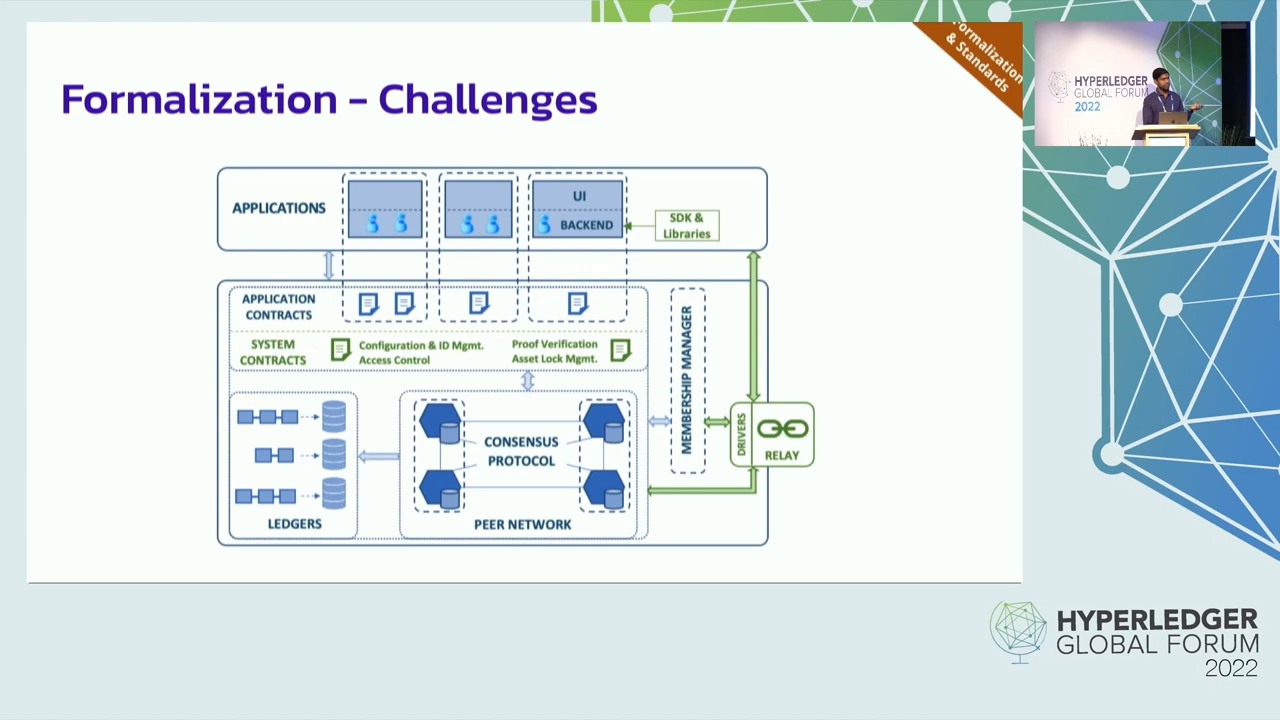 Formalization
& Standards
Formalization – Challenges
APPLICATIONS
UI
BACKEND
SDK &
Libraries
APPLICATION
CONTRACTS
SYSTEM
CONTRACTS
Configuration & ID Mgmt.
Access Control
Proof Verification
Asset Lock Mgmt.
MEMBERSHIP MANAGER
DRIVERS
RELAY
CONSENSUS
PROTOCOL
LEDGERS
PEER NETWORK
HYPERLEDGER
GLOBAL FORUM
2022
HYPERLEDGER
GLOBAL FORUM
2022